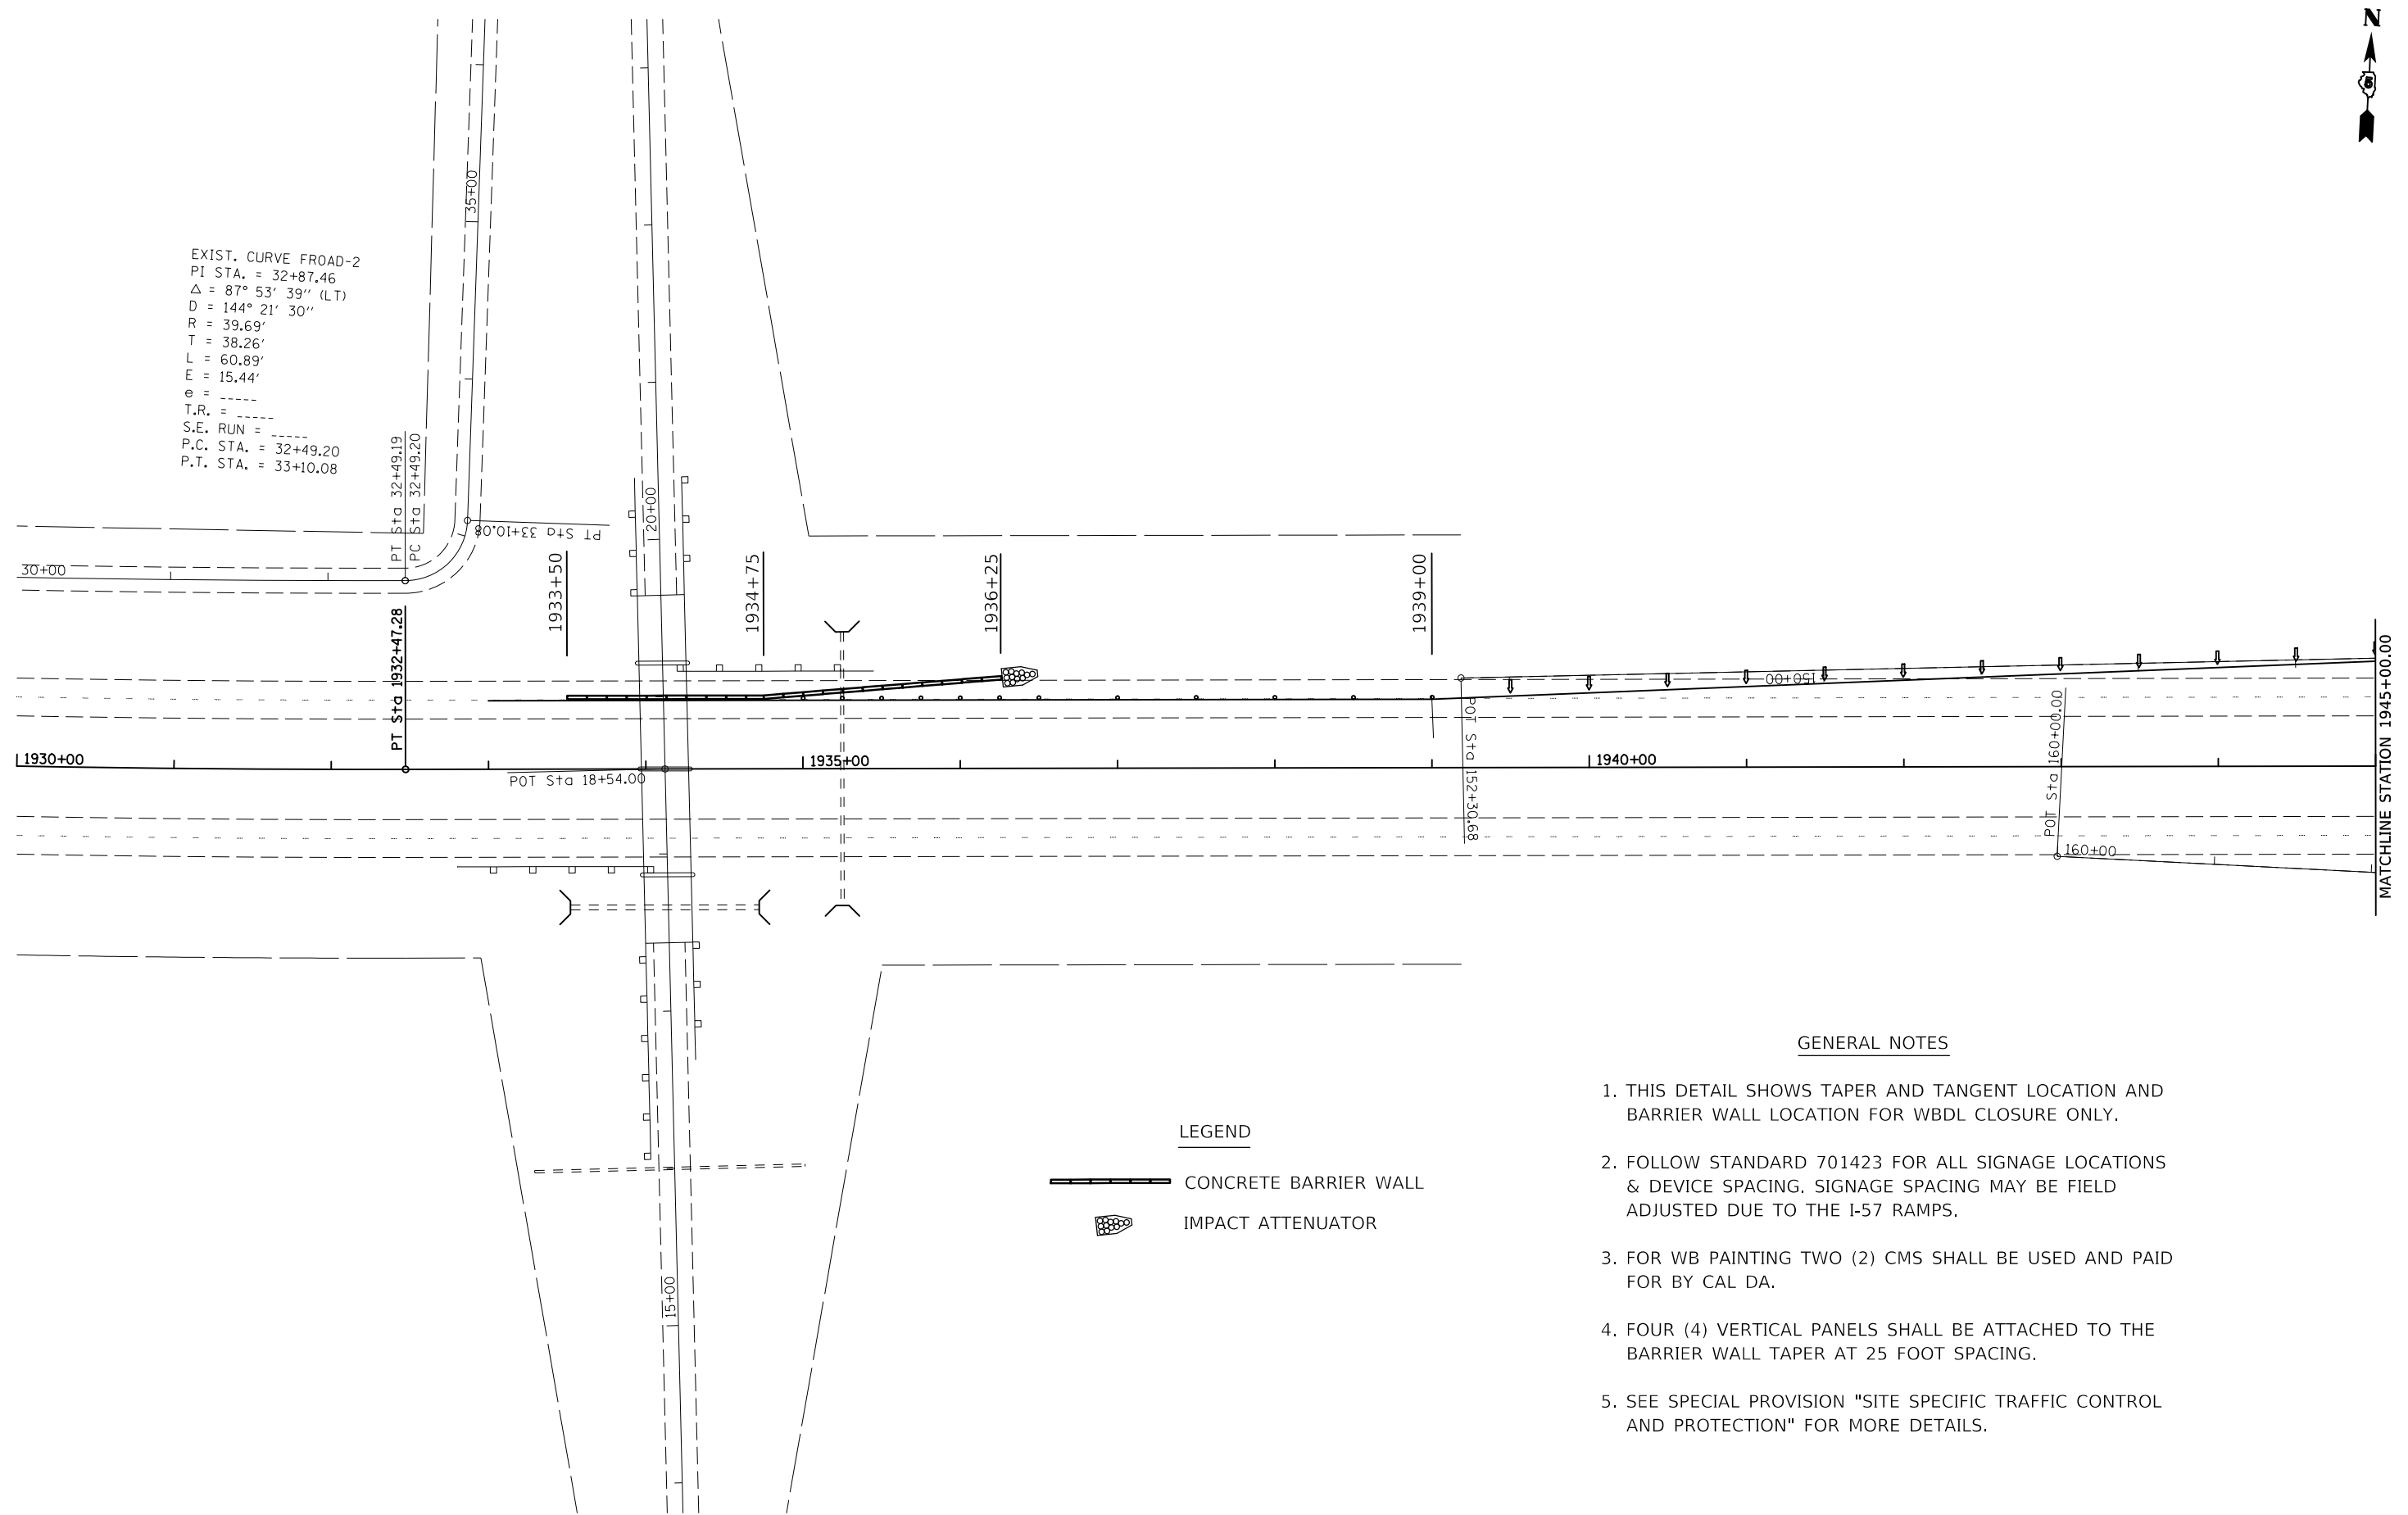 N
5
35+00
EXIST. CURVE FROAD-2
PI STA. = 32+87.46
Δ = 87° 53' 39'' (LT)
D = 144° 21' 30''
R = 39.69'
T = 38.26'
L = 60.89'
E = 15.44'
e = _____
T.R. = _____
S.E. RUN = _____
P.C. STA. = 32+49.20
P.T. STA. = 33+10.08
PT Sta 32+49.19
PC Sta 32+49.20
PT Sta 33+10.08
20+00
30+00
1933+50
1934+75
1936+25
1939+00
PT Sta 1932+47.28
150+00
POT Sta 152+30.68
POT Sta 160+00.00
MATCHLINE STATION 1945+00.00
1930+00
POT Sta 18+54.00
1935+00
1940+00
160+00
15+00
LEGEND
CONCRETE BARRIER WALL
IMPACT ATTENUATOR
GENERAL NOTES
1. THIS DETAIL SHOWS TAPER AND TANGENT LOCATION AND
BARRIER WALL LOCATION FOR WBDL CLOSURE ONLY.
2. FOLLOW STANDARD 701423 FOR ALL SIGNAGE LOCATIONS
& DEVICE SPACING. SIGNAGE SPACING MAY BE FIELD
ADJUSTED DUE TO THE I-57 RAMPS.
3. FOR WB PAINTING TWO (2) CMS SHALL BE USED AND PAID
FOR BY CAL DA.
4. FOUR (4) VERTICAL PANELS SHALL BE ATTACHED TO THE
BARRIER WALL TAPER AT 25 FOOT SPACING.
5. SEE SPECIAL PROVISION "SITE SPECIFIC TRAFFIC CONTROL
AND PROTECTION" FOR MORE DETAILS.